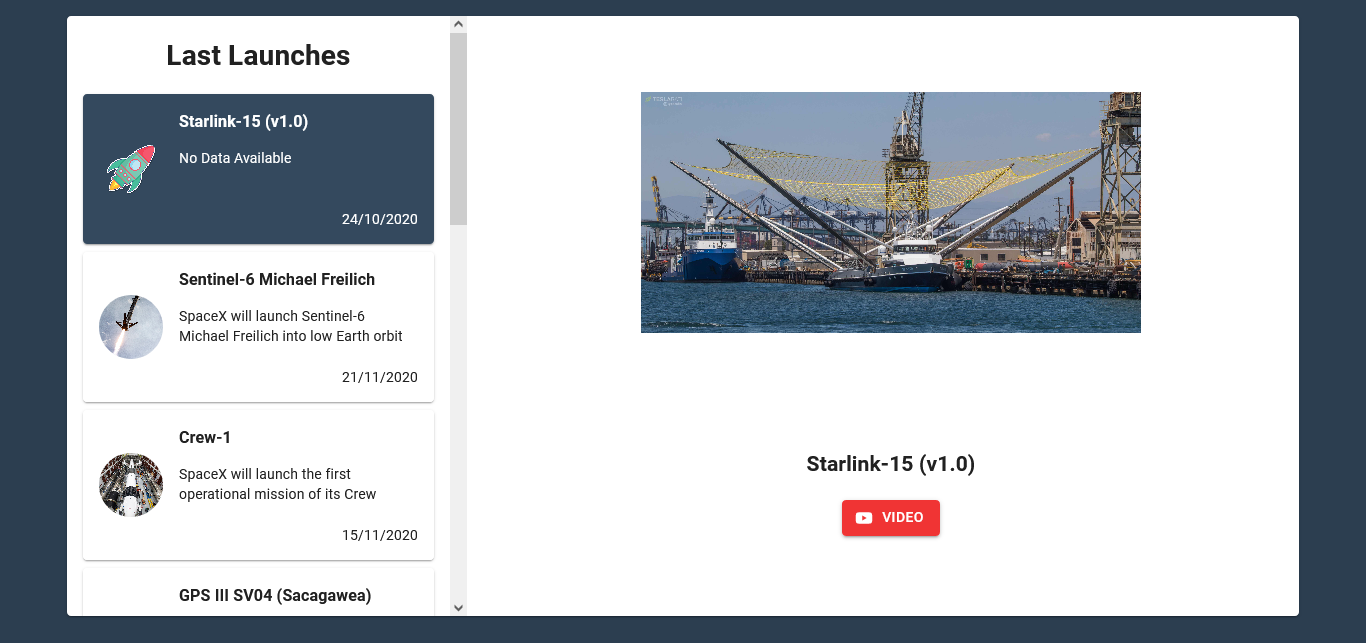 Last Launches
Starlink-15 (v1.0)
No Data Available
24/10/2020
Sentinel-6 Michael Freilich
SpaceX will launch Sentinel-6
Michael Freilich into low Earth orbit
21/11/2020
Crew-1
SpaceX will launch the first
operational mission of its Crew
15/11/2020
GPS III SV04 (Sacagawea)
Starlink-15 (v1.0)
VIDEO